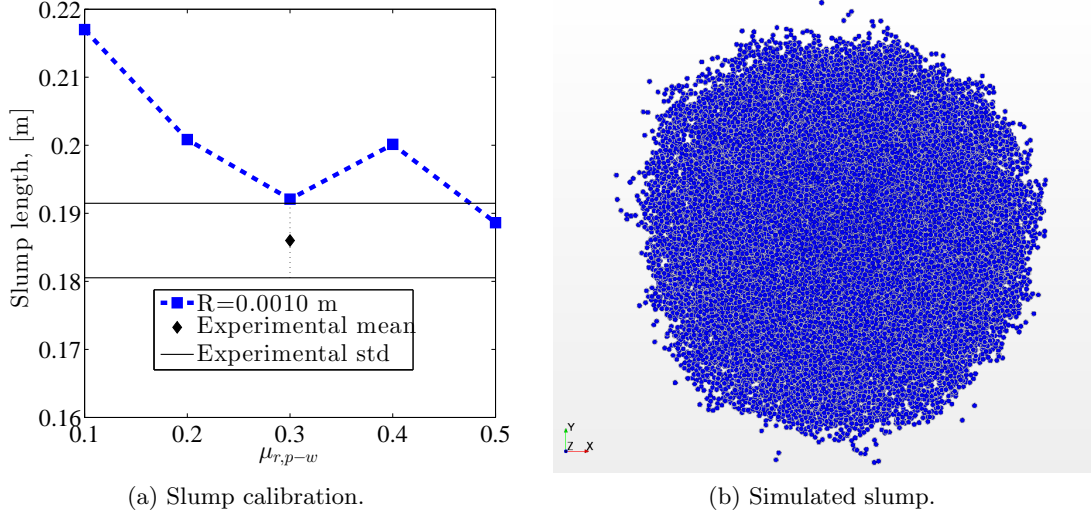 0.22
0.21
0.2
0.19
0.18
0.17
0.16
Slump length, [m]
R=0.0010 m
Experimental mean
Experimental std
0.1 0.2 0.3 0.4 0.5
μr,p−w
Y
Z X
(a) Slump calibration.
(b) Simulated slump.